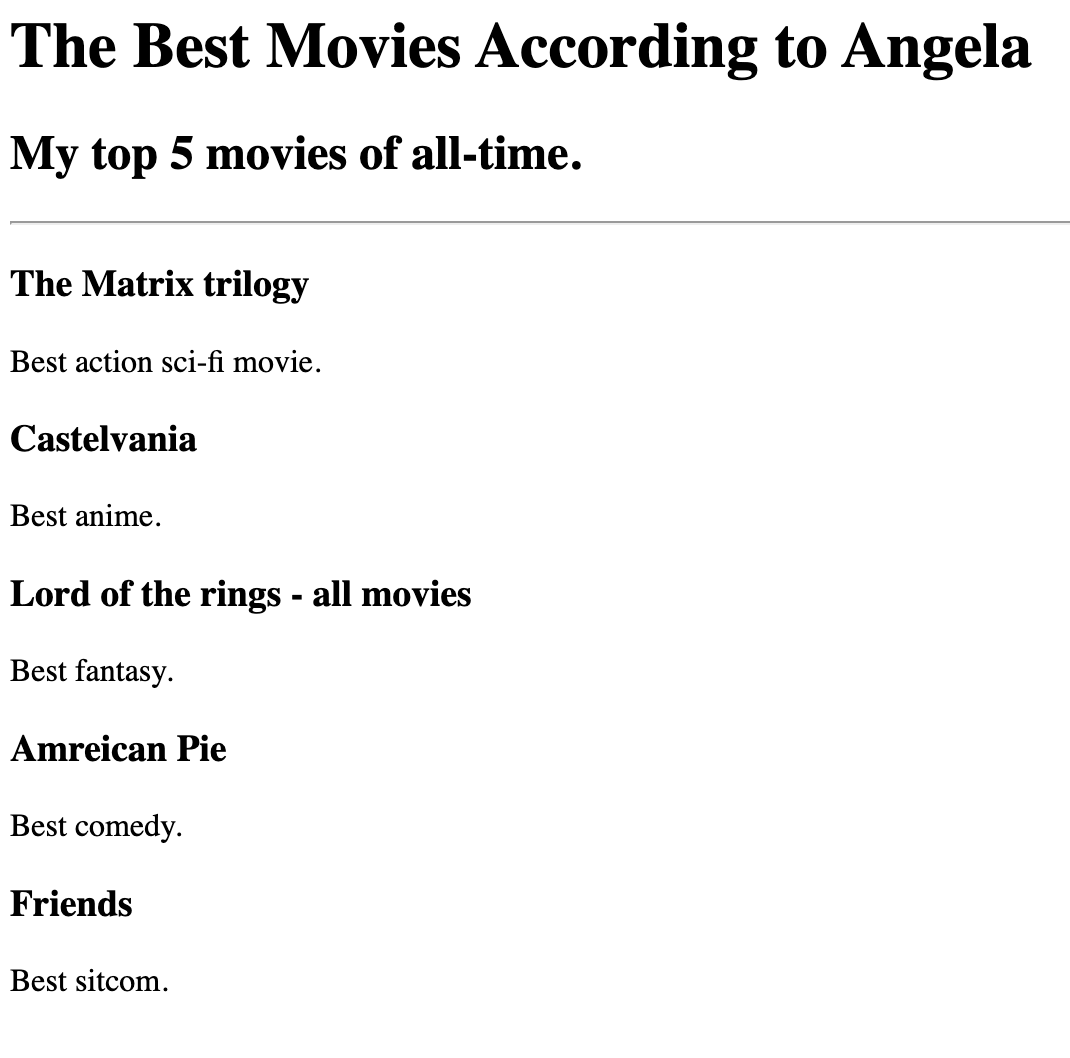 The Best Movies According to Angela
My top 5 movies of all-time.
The Matrix trilogy
Best action sci-fi movie.
Castelvania
Best anime.
Lord of the rings - all movies
Best fantasy.
Amreican Pie
Best comedy.
Friends
Best sitcom.